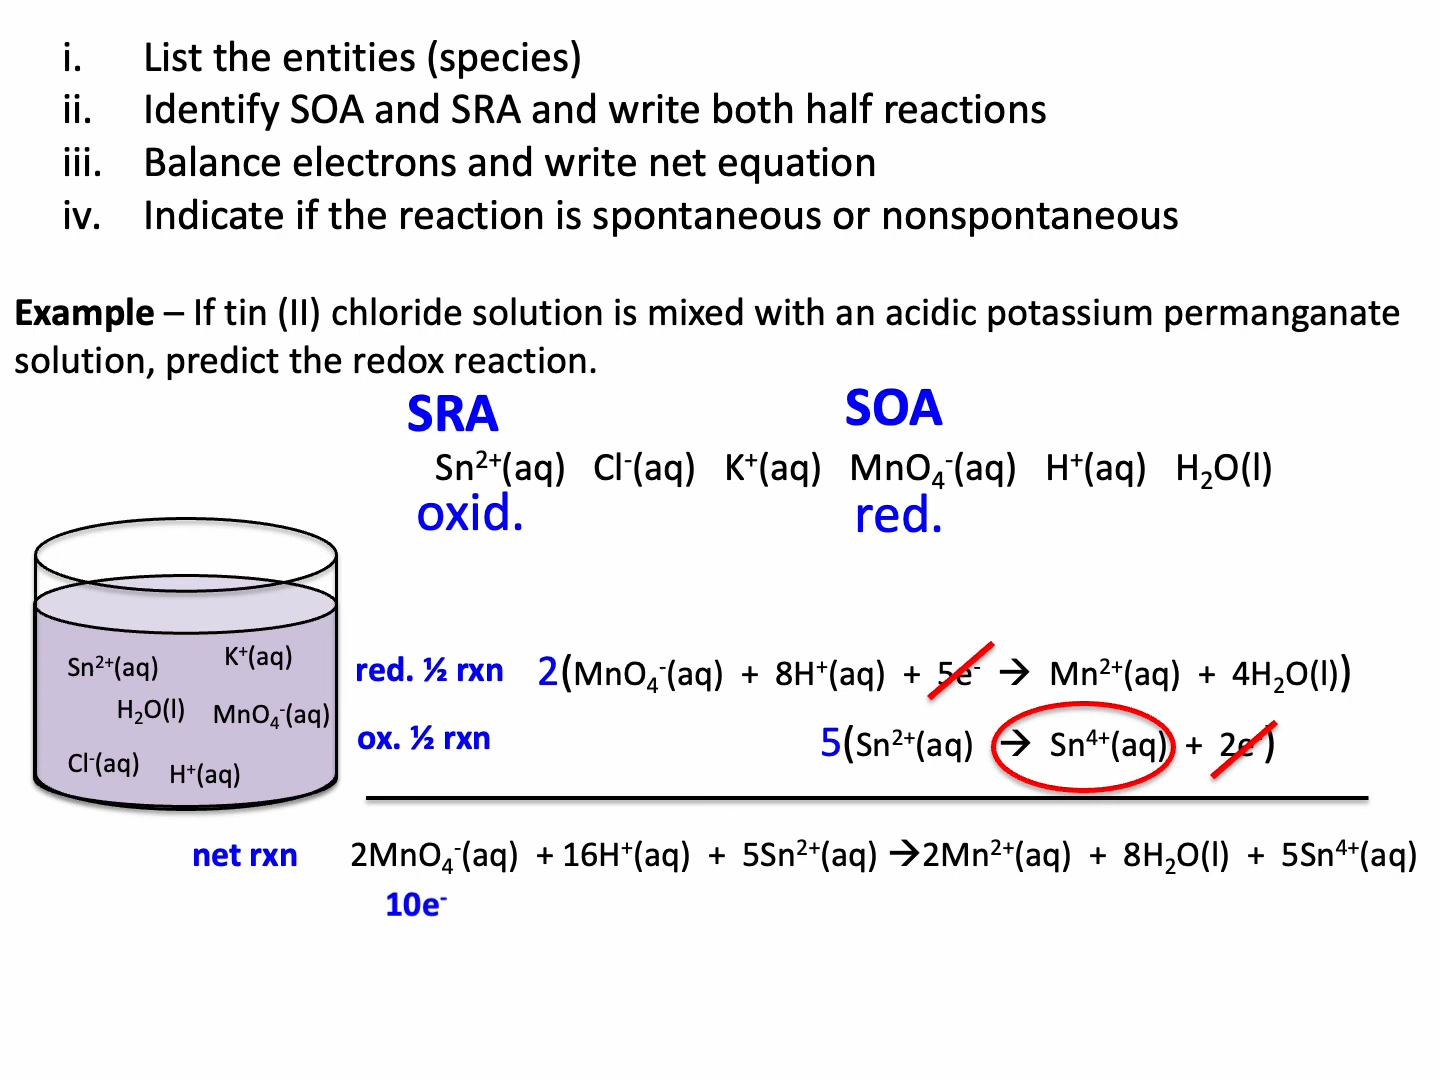 i. List the entities (species)
ii. Identify SOA and SRA and write both half reactions
iii. Balance electrons and write net equation
iv. Indicate if the reaction is spontaneous or nonspontaneous
Example – If tin (II) chloride solution is mixed with an acidic potassium permanganate
solution, predict the redox reaction.
SRA SOA
Sn²⁺(aq) Cl⁻(aq) K⁺(aq) MnO₄⁻(aq) H⁺(aq) H₂O(l)
oxid. red.
Sn²⁺(aq) K⁺(aq)
H₂O(l) MnO₄⁻(aq)
Cl⁻(aq) H⁺(aq)
red. ½ rxn 2(MnO₄⁻(aq) + 8H⁺(aq) + 5e⁻ → Mn²⁺(aq) + 4H₂O(l))
ox. ½ rxn 5(Sn²⁺(aq) → Sn⁴⁺(aq) + 2e⁻)
net rxn 2MnO₄⁻(aq) + 16H⁺(aq) + 5Sn²⁺(aq) → 2Mn²⁺(aq) + 8H₂O(l) + 5Sn⁴⁺(aq)
10e⁻